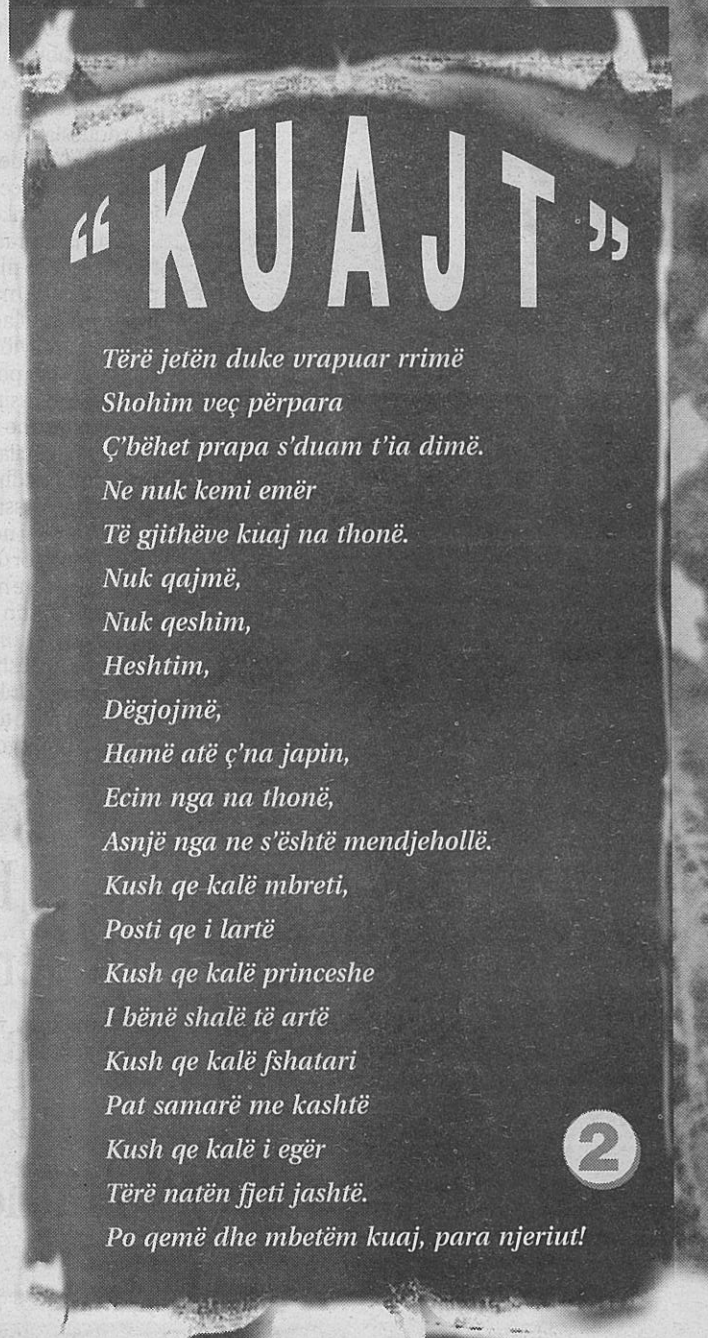 “KUAJT”
Tërë jetën duke vrapuar rrimë
Shohim veç përpara
Ç’bëhet prapa s’duam t’ia dimë.
Ne nuk kemi emër
Të gjithëve kuaj na thonë.
Nuk qajmë,
Nuk qeshim,
Heshtim,
Dëgjojmë,
Hamë atë ç’na japin,
Ecim nga na thonë,
Asnjë nga ne s’është mendjehollë.
Kush qe kalë mbreti,
Posti qe i lartë
Kush qe kalë princeshe
I bënë shalë të artë
Kush qe kalë fshatari
Pat samarë me kashtë
Kush qe kalë i egër
2
Tërë natën fjeti jashtë.
Po qemë dhe mbetëm kuaj, para njeriut!